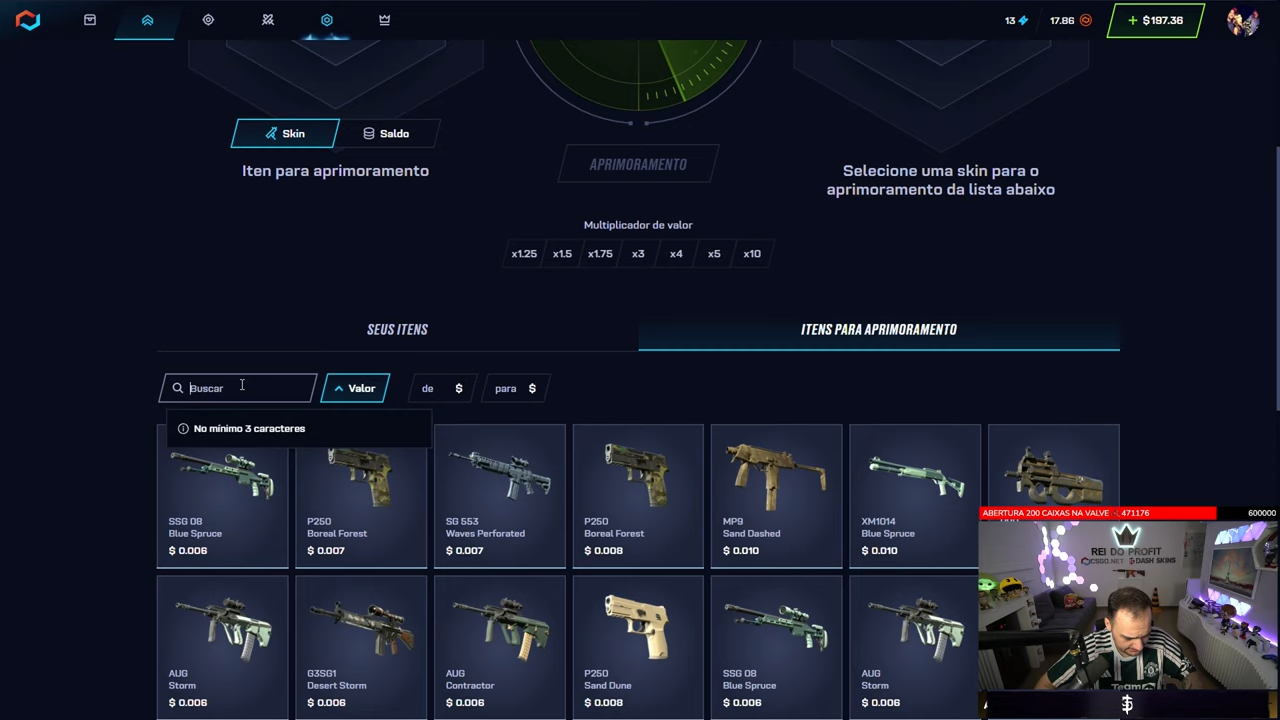 13
17.86
+ $197.36
Skin
Saldo
Iten para aprimoramento
APRIMORAMENTO
Selecione uma skin para o
aprimoramento da lista abaixo
Multiplicador de valor
x1.25 x1.5 x1.75 x3 x4 x5 x10
SEUS ITENS
ITENS PARA APRIMORAMENTO
Buscar
Valor
de $
para $
No mínimo 3 caracteres
SSG 08
Blue Spruce
$ 0.006
P250
Boreal Forest
$ 0.007
SG 553
Waves Perforated
$ 0.007
P250
Boreal Forest
$ 0.008
MP9
Sand Dashed
$ 0.010
XM1014
Blue Spruce
$ 0.010
ABERTURA 200 CAIXAS NA VALVE
471176
600000
REI DO PROFIT
CSGO.NET
DASH SKINS
AUG
Storm
$ 0.006
G3SG1
Desert Storm
$ 0.006
AUG
Contractor
$ 0.006
P250
Sand Dune
$ 0.006
SSG 08
Blue Spruce
$ 0.006
AUG
Storm
$ 0.006
Team
$